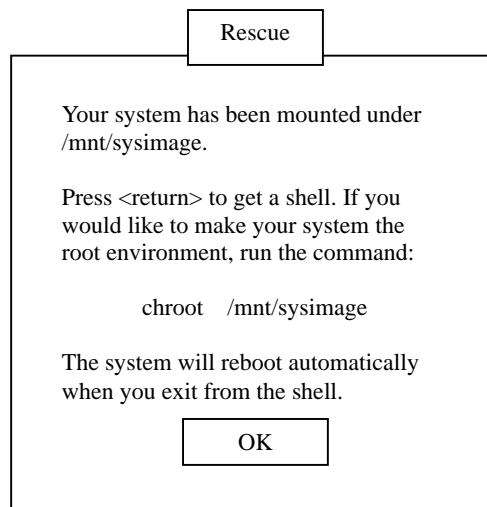 Rescue
Your system has been mounted under
/mnt/sysimage.
Press <return> to get a shell. If you
would like to make your system the
root environment, run the command:
chroot /mnt/sysimage
The system will reboot automatically
when you exit from the shell.
OK